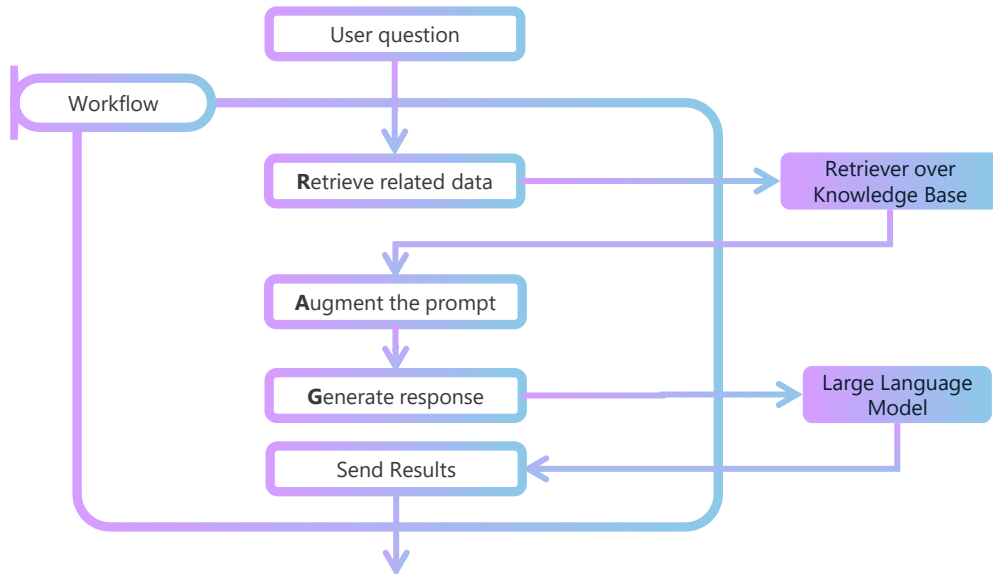 User question
Workflow
Retrieve related data
Retriever over
Knowledge Base
Augment the prompt
Generate response
Large Language
Model
Send Results